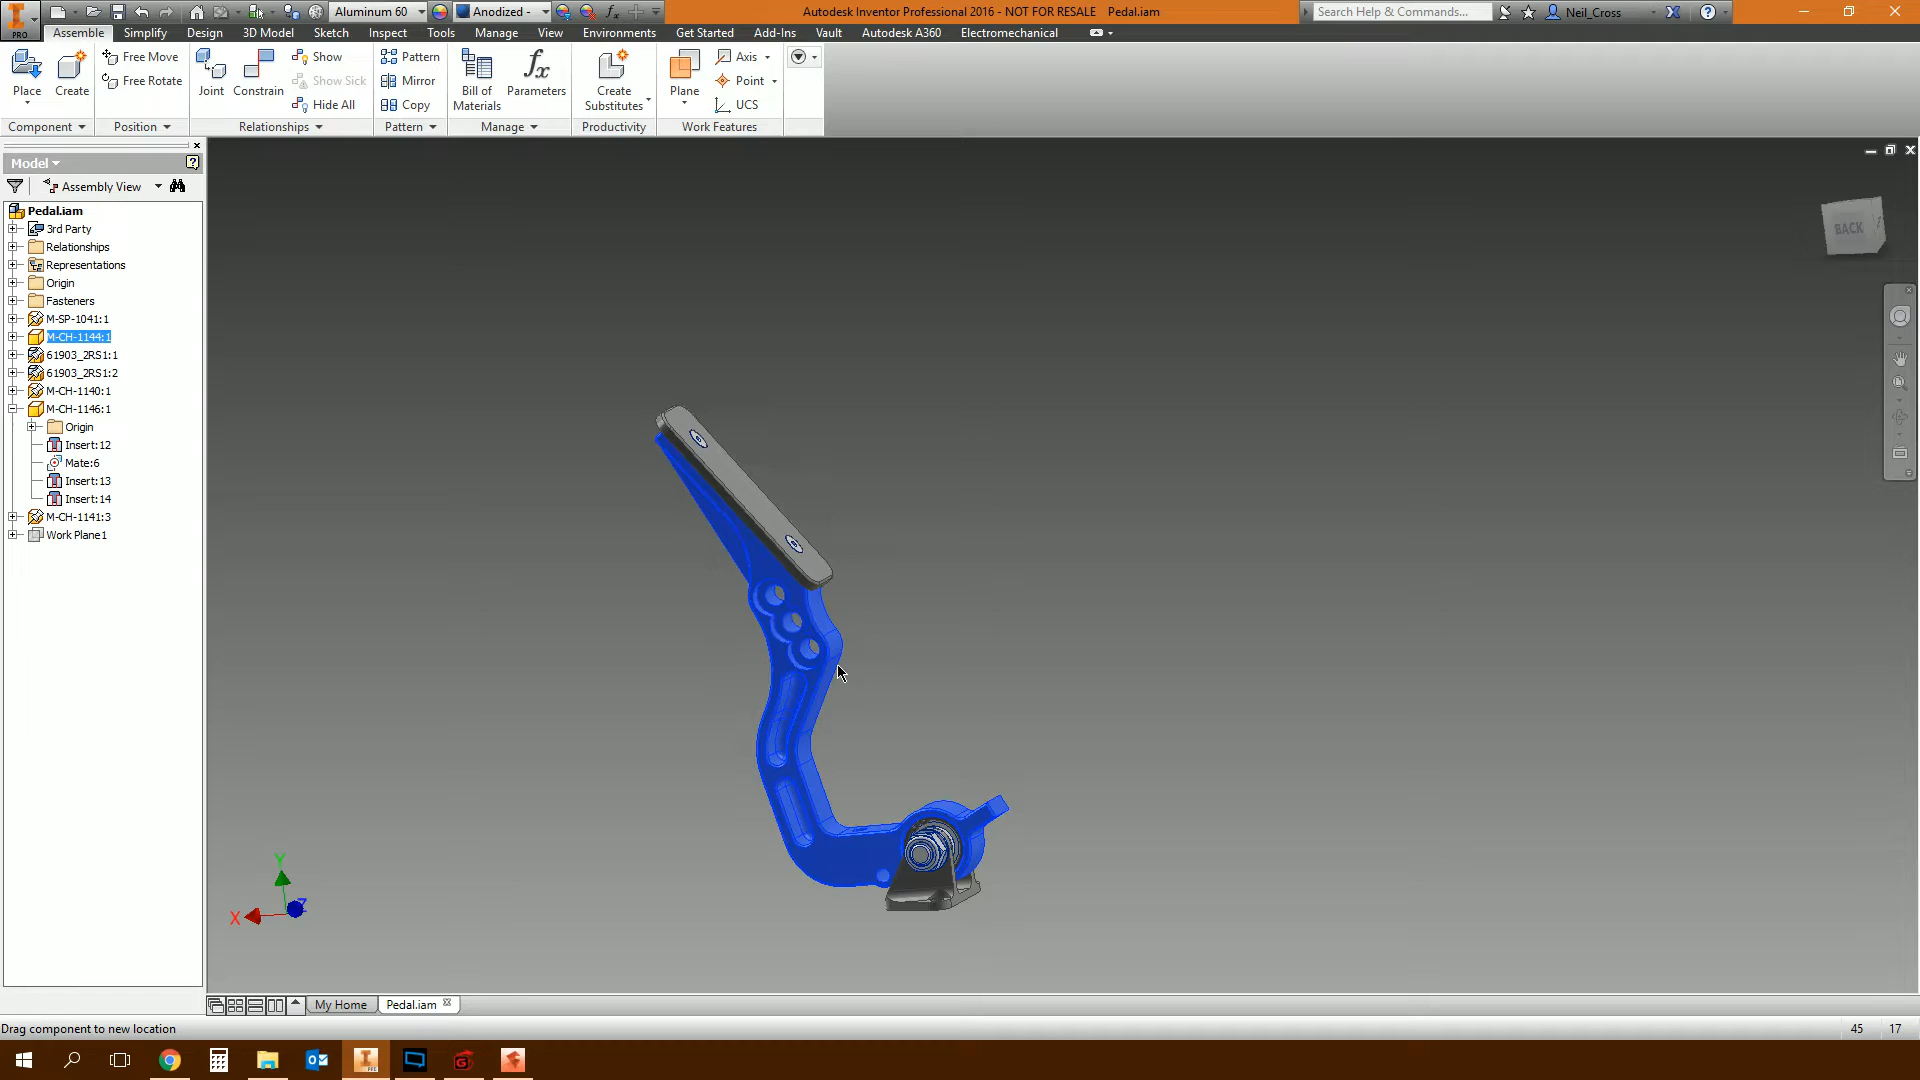 Aluminum 60
Anodized -
Autodesk Inventor Professional 2016 - NOT FOR RESALE Pedal.iam
Search Help & Commands...
Neil_Cross
PRO
Assemble Simplify Design 3D Model Sketch Inspect Tools Manage View Environments Get Started Add-Ins Vault Autodesk A360 Electromechanical
Place
Create
Free Move
Free Rotate
Joint
Constrain
Show
Show Sick
Hide All
Pattern
Mirror
Copy
Bill of
Materials
Parameters
Create
Substitutes
Plane
Axis
Point
UCS
Component Position Relationships Pattern Manage Productivity Work Features
Model
Assembly View
Pedal.iam
3rd Party
Relationships
Representations
Origin
Fasteners
M-SP-1041:1
M-CH-1144:1
61903_2RS1:1
61903_2RS1:2
M-CH-1140:1
M-CH-1146:1
Origin
Insert:12
Mate:6
Insert:13
Insert:14
M-CH-1141:3
Work Plane1
BACK
Y
X
Z
My Home
Pedal.iam
Drag component to new location
45 17